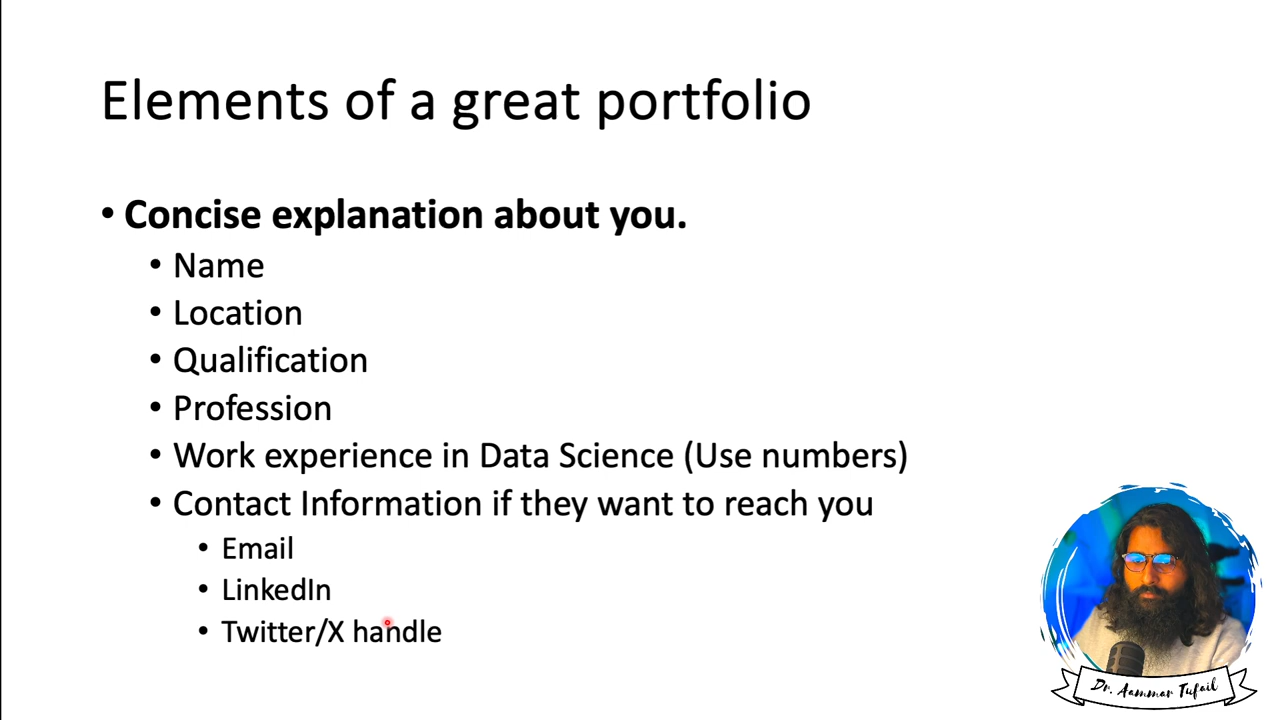 Elements of a great portfolio
• Concise explanation about you.
• Name
• Location
• Qualification
• Profession
• Work experience in Data Science (Use numbers)
• Contact Information if they want to reach you
• Email
• LinkedIn
• Twitter/X handle
Dr. Aammar Tufail